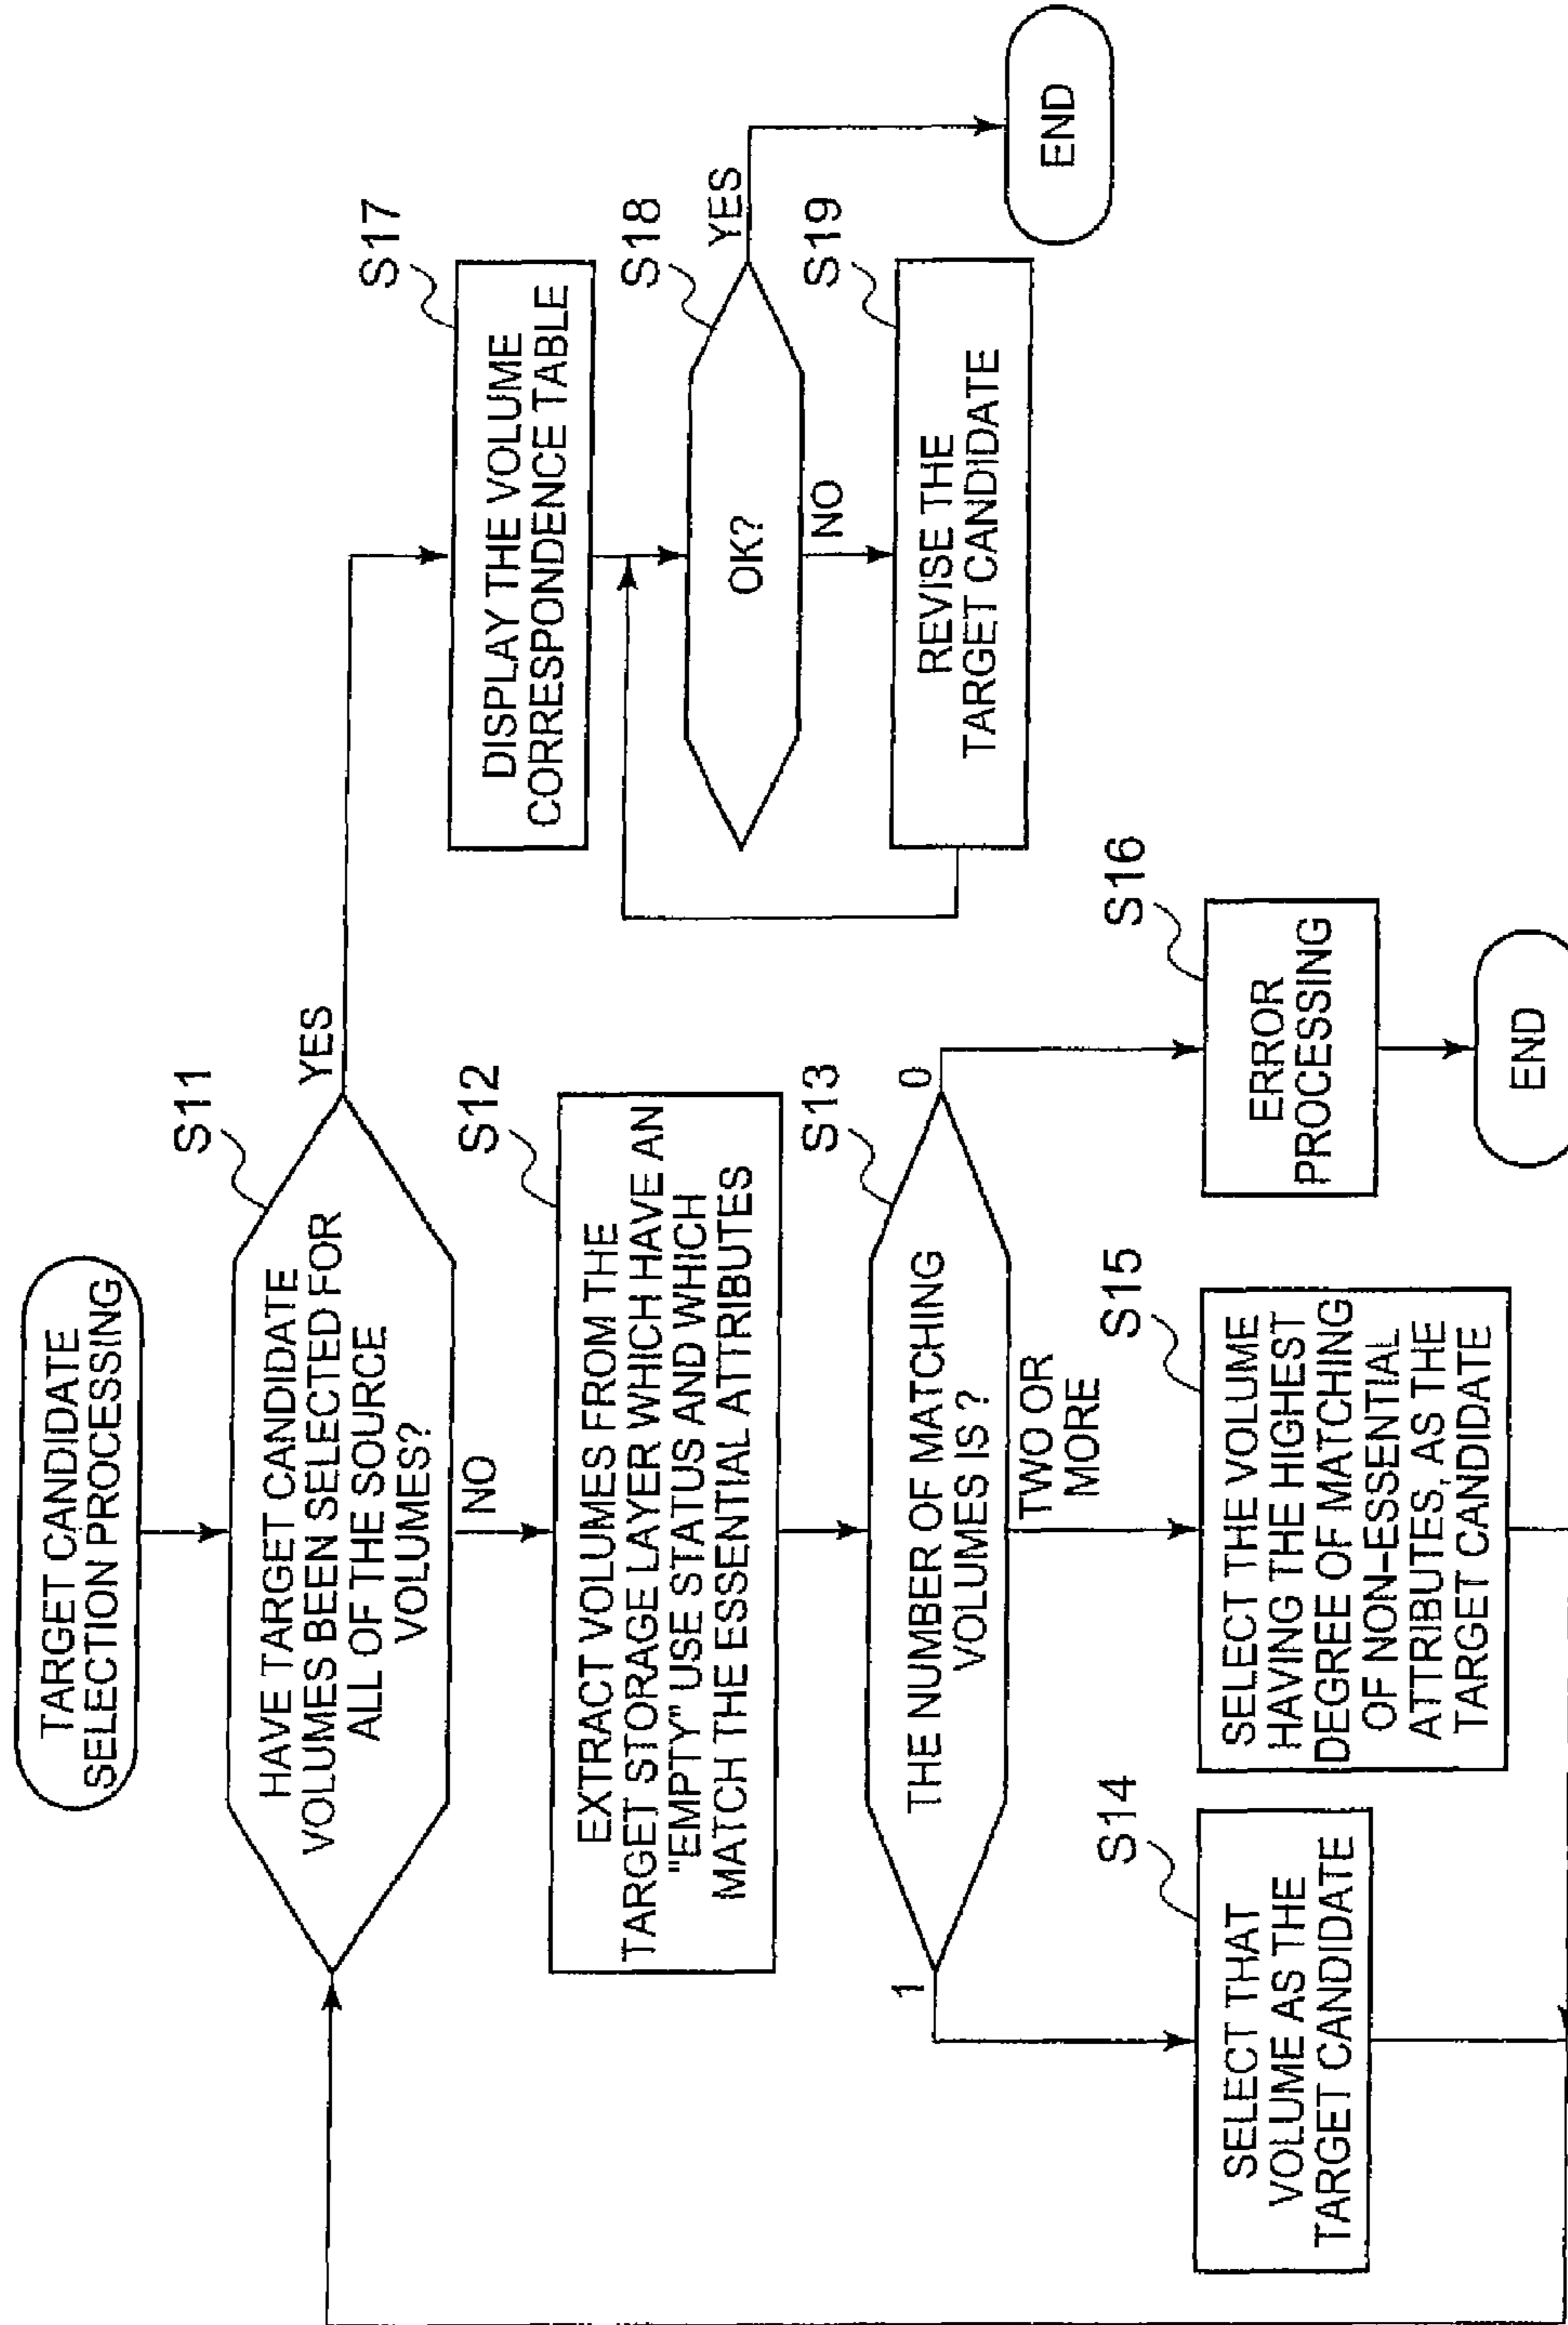 TARGET CANDIDATE
SELECTION PROCESSING
S11
HAVE TARGET CANDIDATE
VOLUMES BEEN SELECTED FOR
ALL OF THE SOURCE
VOLUMES?
YES
NO
S12
EXTRACT VOLUMES FROM THE
TARGET STORAGE LAYER WHICH HAVE AN
"EMPTY" USE STATUS AND WHICH
MATCH THE ESSENTIAL ATTRIBUTES
S13
THE NUMBER OF MATCHING
VOLUMES IS ?
1
TWO OR
MORE
0
S14
SELECT THAT
VOLUME AS THE
TARGET CANDIDATE
S15
SELECT THE VOLUME
HAVING THE HIGHEST
DEGREE OF MATCHING
OF NON-ESSENTIAL
ATTRIBUTES, AS THE
TARGET CANDIDATE
S16
ERROR
PROCESSING
END
S17
DISPLAY THE VOLUME
CORRESPONDENCE TABLE
S18
OK?
YES
NO
S19
REVISE THE
TARGET CANDIDATE
END